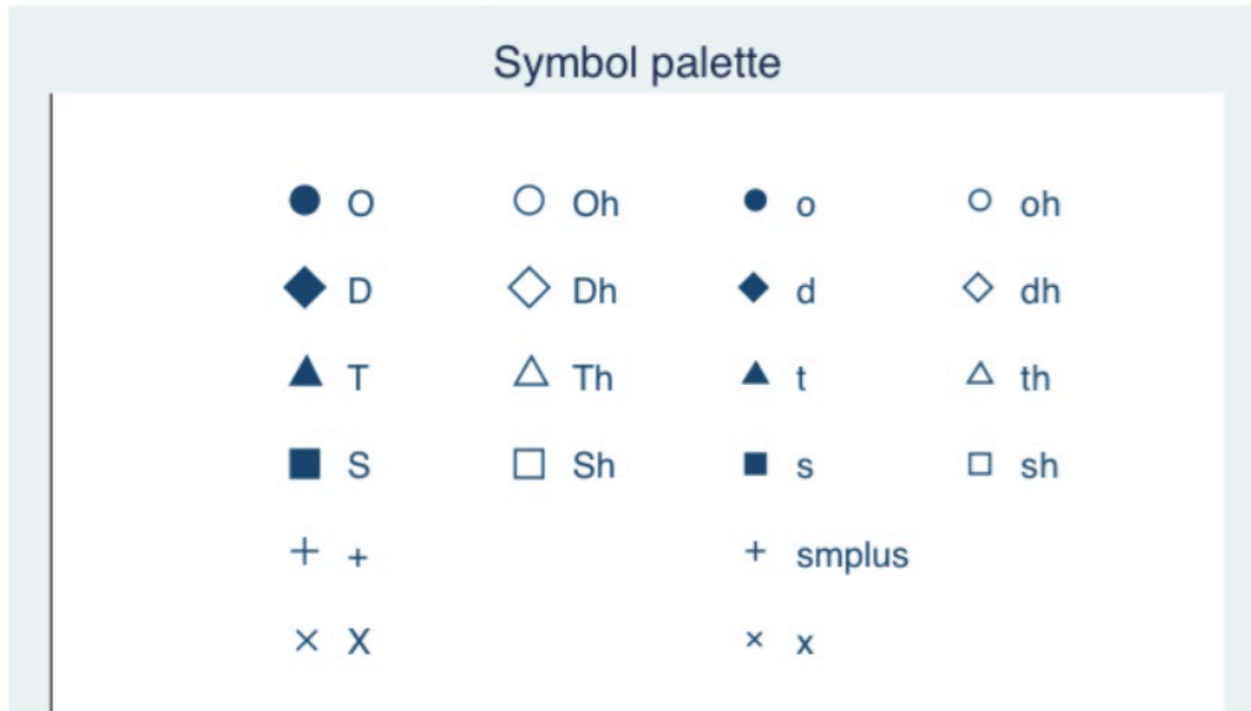 Symbol palette
O Oh o oh
D Dh d dh
T Th t th
S Sh s sh
+ smplus
X x